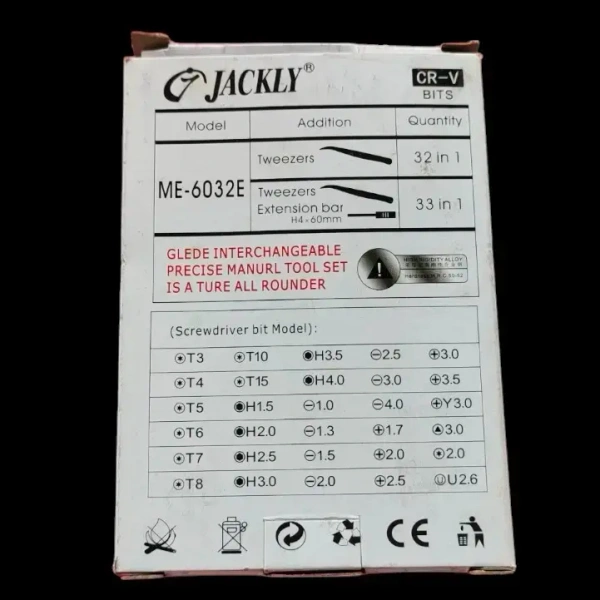 JACKLY®
CR-V
BITS
Model Addition Quantity
Tweezers 32 in 1
ME-6032E
Tweezers
Extension bar
H4×60mm
33 in 1
GLEDE INTERCHANGEABLE
PRECISE MANURL TOOL SET
IS A TURE ALL ROUNDER
HIGH RIGIDITY ALLOY
(Screwdriver bit Model):
T3 T10 H3.5 2.5 3.0
T4 T15 H4.0 3.0 3.5
T5 H1.5 1.0 4.0 Y3.0
T6 H2.0 1.3 1.7 3.0
T7 H2.5 1.5 2.0 2.0
T8 H3.0 2.0 2.5 U2.6
CE